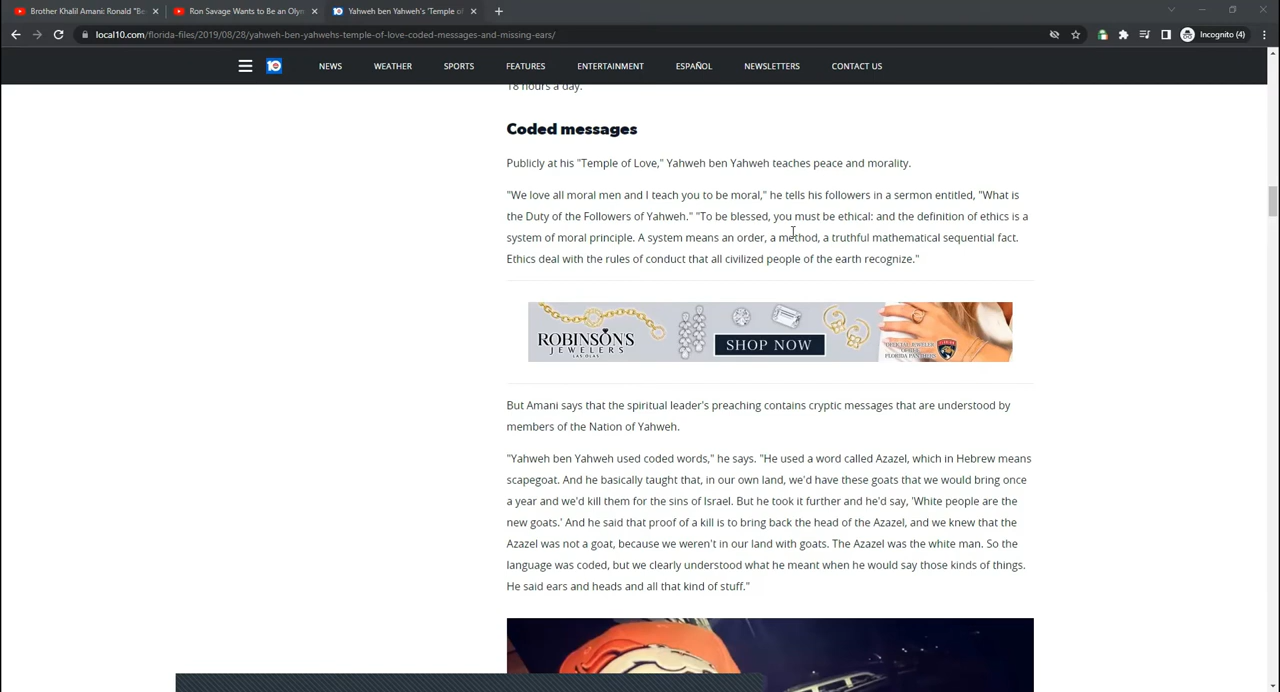 Brother Khalil Amani: Ronald "Be
Ron Savage Wants to Be an Olyn
Yahweh ben Yahweh's 'Temple of
local10.com/florida-files/2019/08/28/yahweh-ben-yahwehs-temple-of-love-coded-messages-and-missing-ears/
Incognito (4)
10
NEWS
WEATHER
SPORTS
FEATURES
ENTERTAINMENT
ESPAÑOL
NEWSLETTERS
CONTACT US
18 hours a day.
Coded messages
Publicly at his "Temple of Love," Yahweh ben Yahweh teaches peace and morality.
"We love all moral men and I teach you to be moral," he tells his followers in a sermon entitled, "What is
the Duty of the Followers of Yahweh." "To be blessed, you must be ethical: and the definition of ethics is a
system of moral principle. A system means an order, a method, a truthful mathematical sequential fact.
Ethics deal with the rules of conduct that all civilized people of the earth recognize."
ROBINSON'S
JEWELERS
LAS OLAS
SHOP NOW
OFFICIAL JEWELER
OF THE
FLORIDA PANTHERS
But Amani says that the spiritual leader's preaching contains cryptic messages that are understood by
members of the Nation of Yahweh.
"Yahweh ben Yahweh used coded words," he says. "He used a word called Azazel, which in Hebrew means
scapegoat. And he basically taught that, in our own land, we'd have these goats that we would bring once
a year and we'd kill them for the sins of Israel. But he took it further and he'd say, 'White people are the
new goats.' And he said that proof of a kill is to bring back the head of the Azazel, and we knew that the
Azazel was not a goat, because we weren't in our land with goats. The Azazel was the white man. So the
language was coded, but we clearly understood what he meant when he would say those kinds of things.
He said ears and heads and all that kind of stuff."